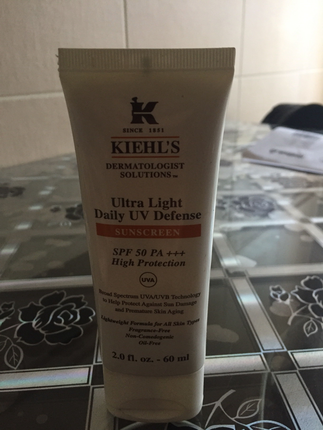 K
SINCE 1851
KIEHL'S
DERMATOLOGIST
SOLUTIONS™
Ultra Light
Daily UV Defense
SUNSCREEN
SPF 50 PA +++
High Protection
UVA
Broad Spectrum UVA/UVB Technology
to Help Protect Against Sun Damage
and Premature Skin Aging
Lightweight Formula for All Skin Types
Fragrance-Free
Non-Comedogenic
Oil-Free
2.0 fl. oz. - 60 ml